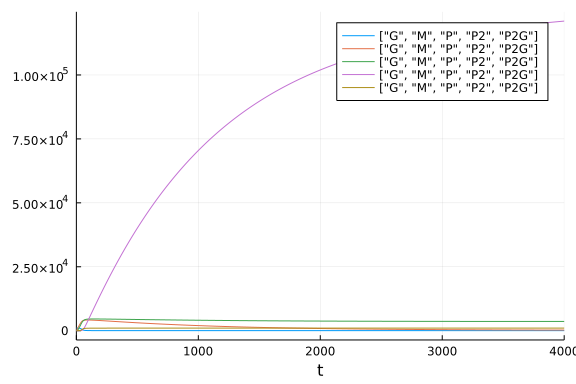 ["G", "M", "P", "P2", "P2G"]
["G", "M", "P", "P2", "P2G"]
["G", "M", "P", "P2", "P2G"]
["G", "M", "P", "P2", "P2G"]
["G", "M", "P", "P2", "P2G"]
1.00×10⁵
7.50×10⁴
5.00×10⁴
2.50×10⁴
0
0 1000 2000 3000 4000
t